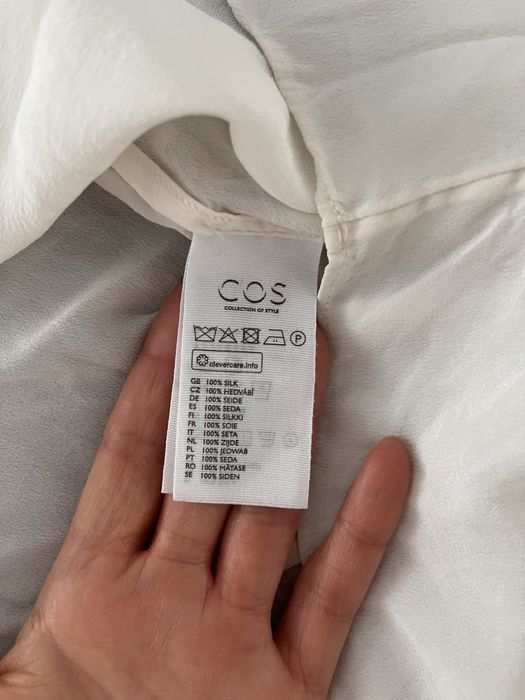 COS
COLLECTION OF STYLE
P
clevercare.info
GB 100% SILK
CZ 100% HEDVÁBÍ
DE 100% SEIDE
ES 100% SEDA
FI 100% SILKKI
FR 100% SOIE
IT 100% SETA
NL 100% ZIJDE
PL 100% JEDWAB
PT 100% SEDA
RO 100% MĂTASE
SE 100% SIDEN